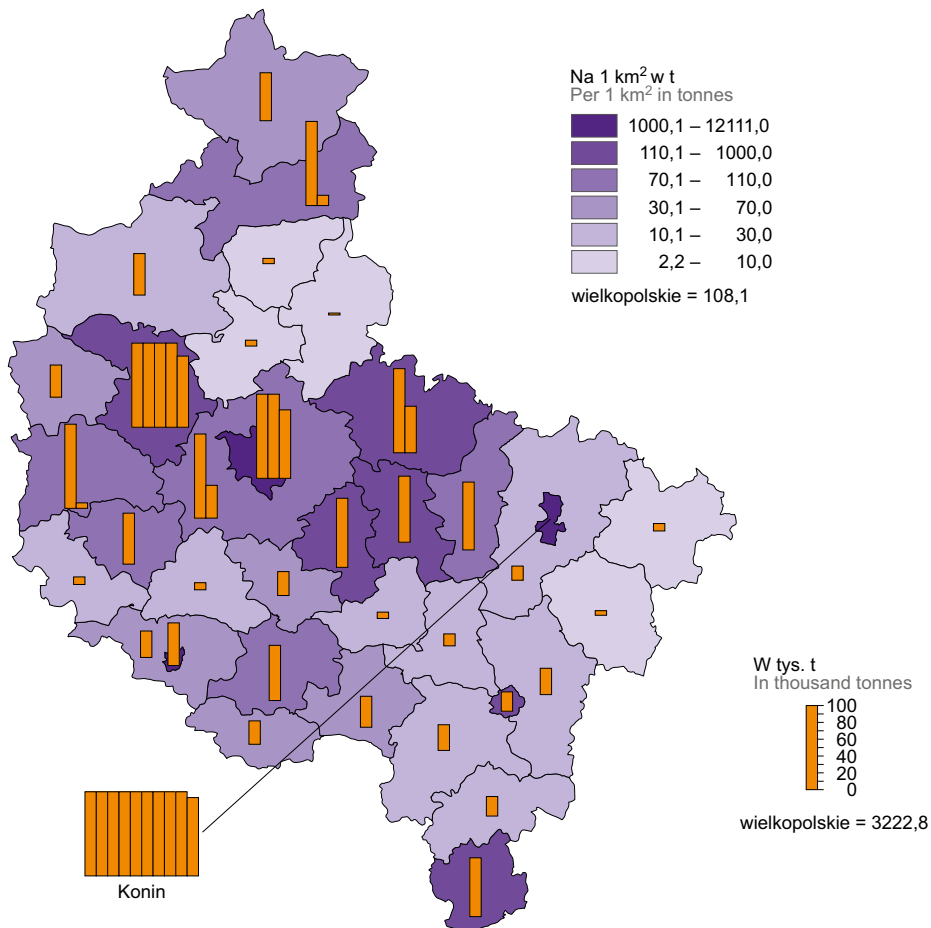 Na 1 km² w t
Per 1 km² in tonnes
1000,1 – 12111,0
110,1 – 1000,0
70,1 – 110,0
30,1 – 70,0
10,1 – 30,0
2,2 – 10,0
wielkopolskie = 108,1
W tys. t
In thousand tonnes
100
80
60
40
20
0
wielkopolskie = 3222,8
Konin